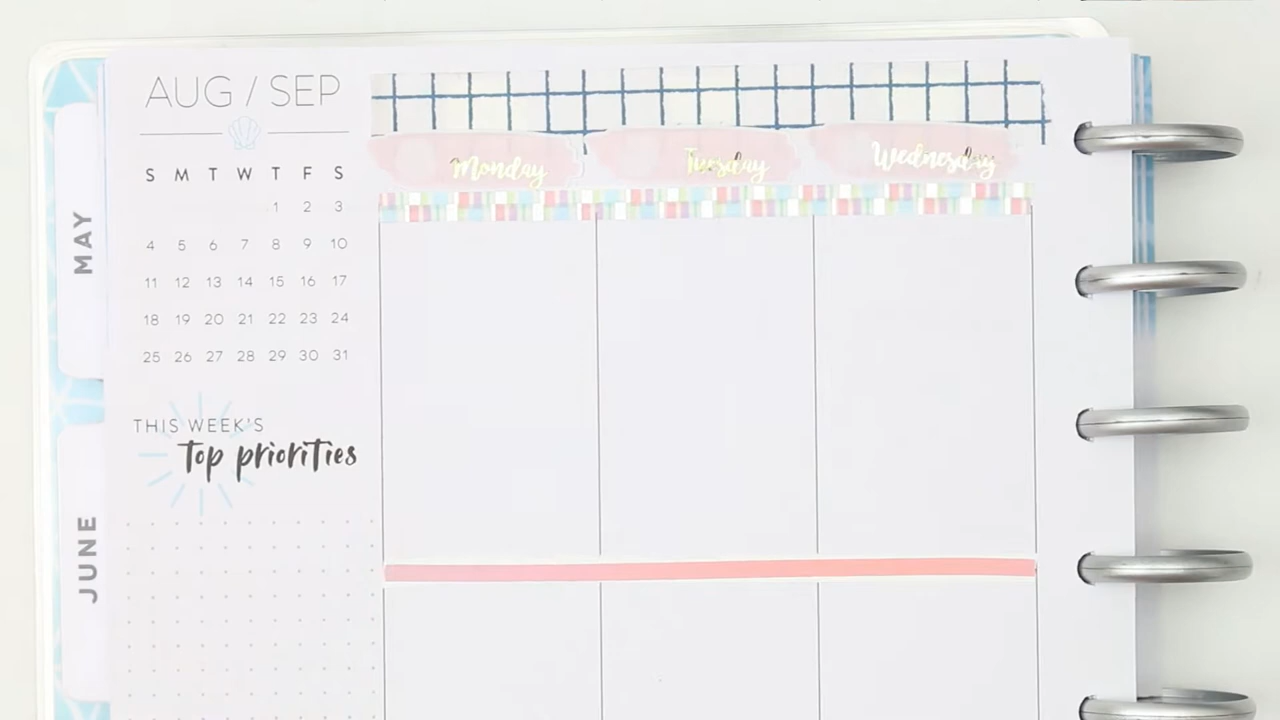 AUG / SEP
S M T W T F S
1 2 3
4 5 6 7 8 9 10
11 12 13 14 15 16 17
18 19 20 21 22 23 24
25 26 27 28 29 30 31
THIS WEEK'S
Top priorities
MAY
JUNE
Monday
Tuesday
Wednesday